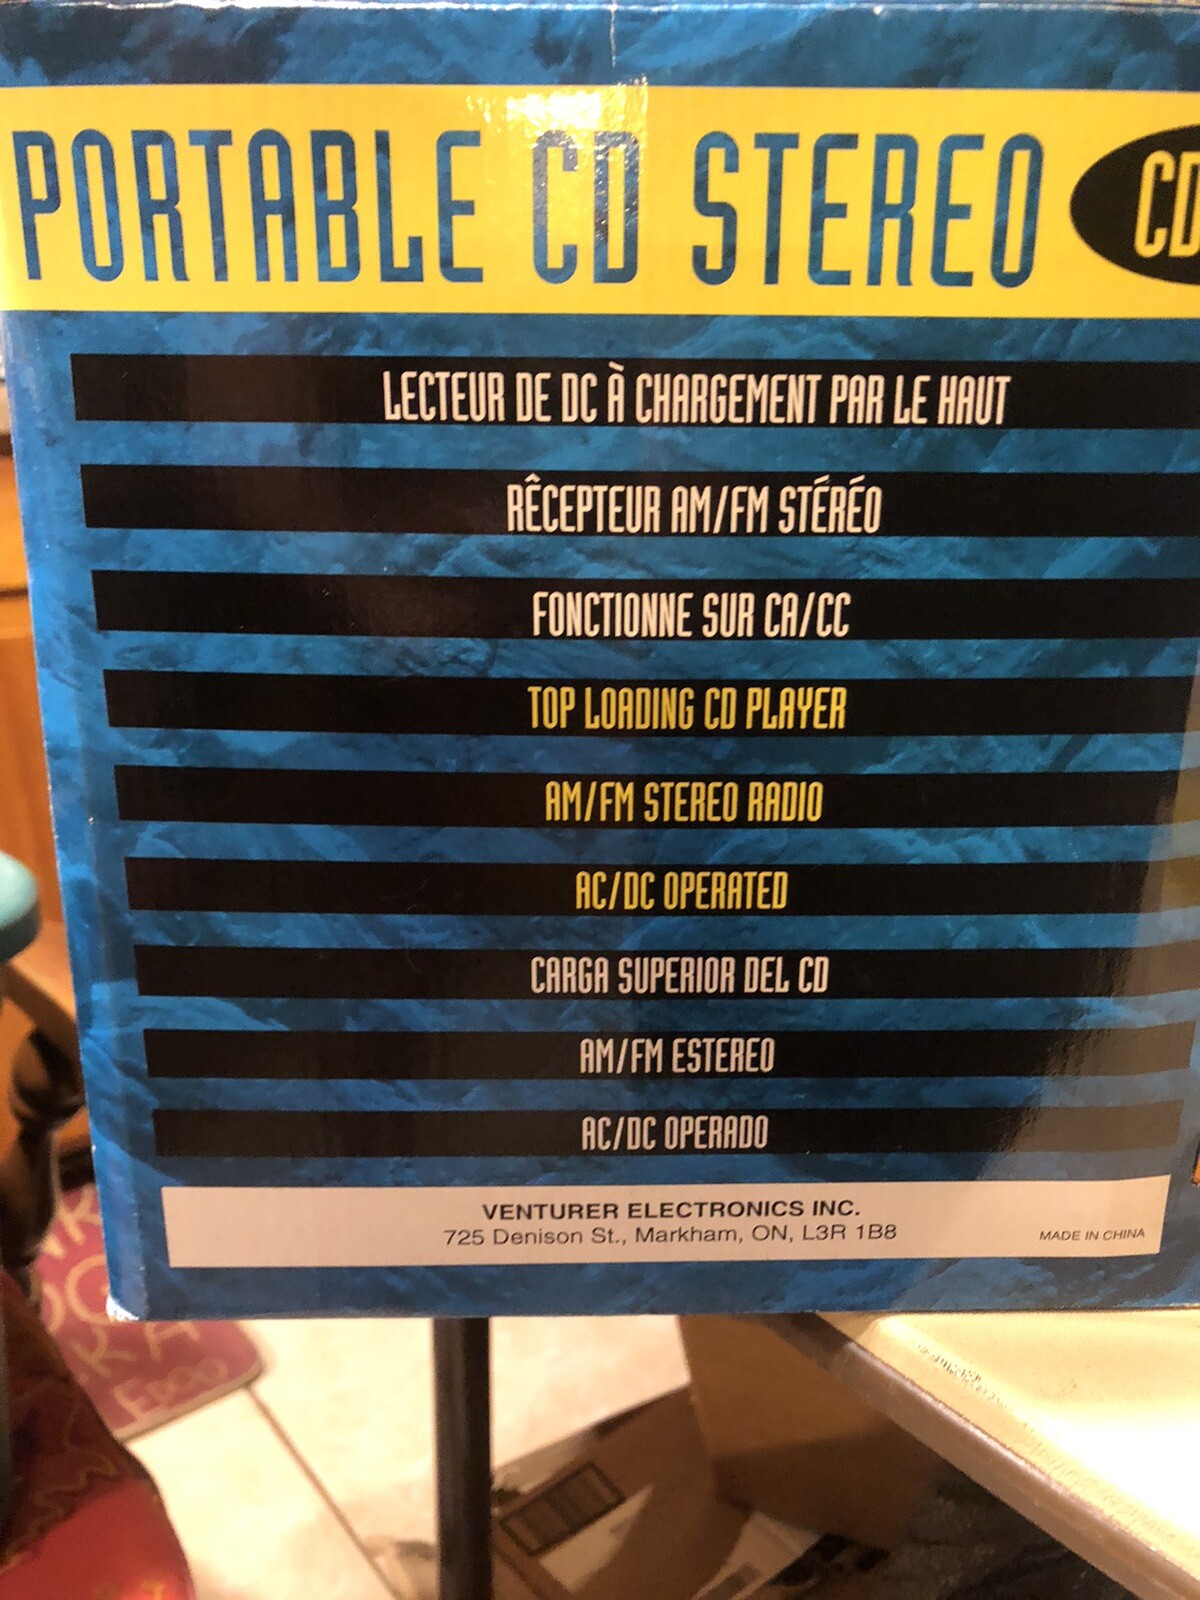 PORTABLE CD STEREO CD
LECTEUR DE DC À CHARGEMENT PAR LE HAUT
RÊCEPTEUR AM/FM STÉRÉO
FONCTIONNE SUR CA/CC
TOP LOADING CD PLAYER
AM/FM STEREO RADIO
AC/DC OPERATED
CARGA SUPERIOR DEL CD
AM/FM ESTEREO
AC/DC OPERADO
VENTURER ELECTRONICS INC.
725 Denison St., Markham, ON, L3R 1B8
MADE IN CHINA